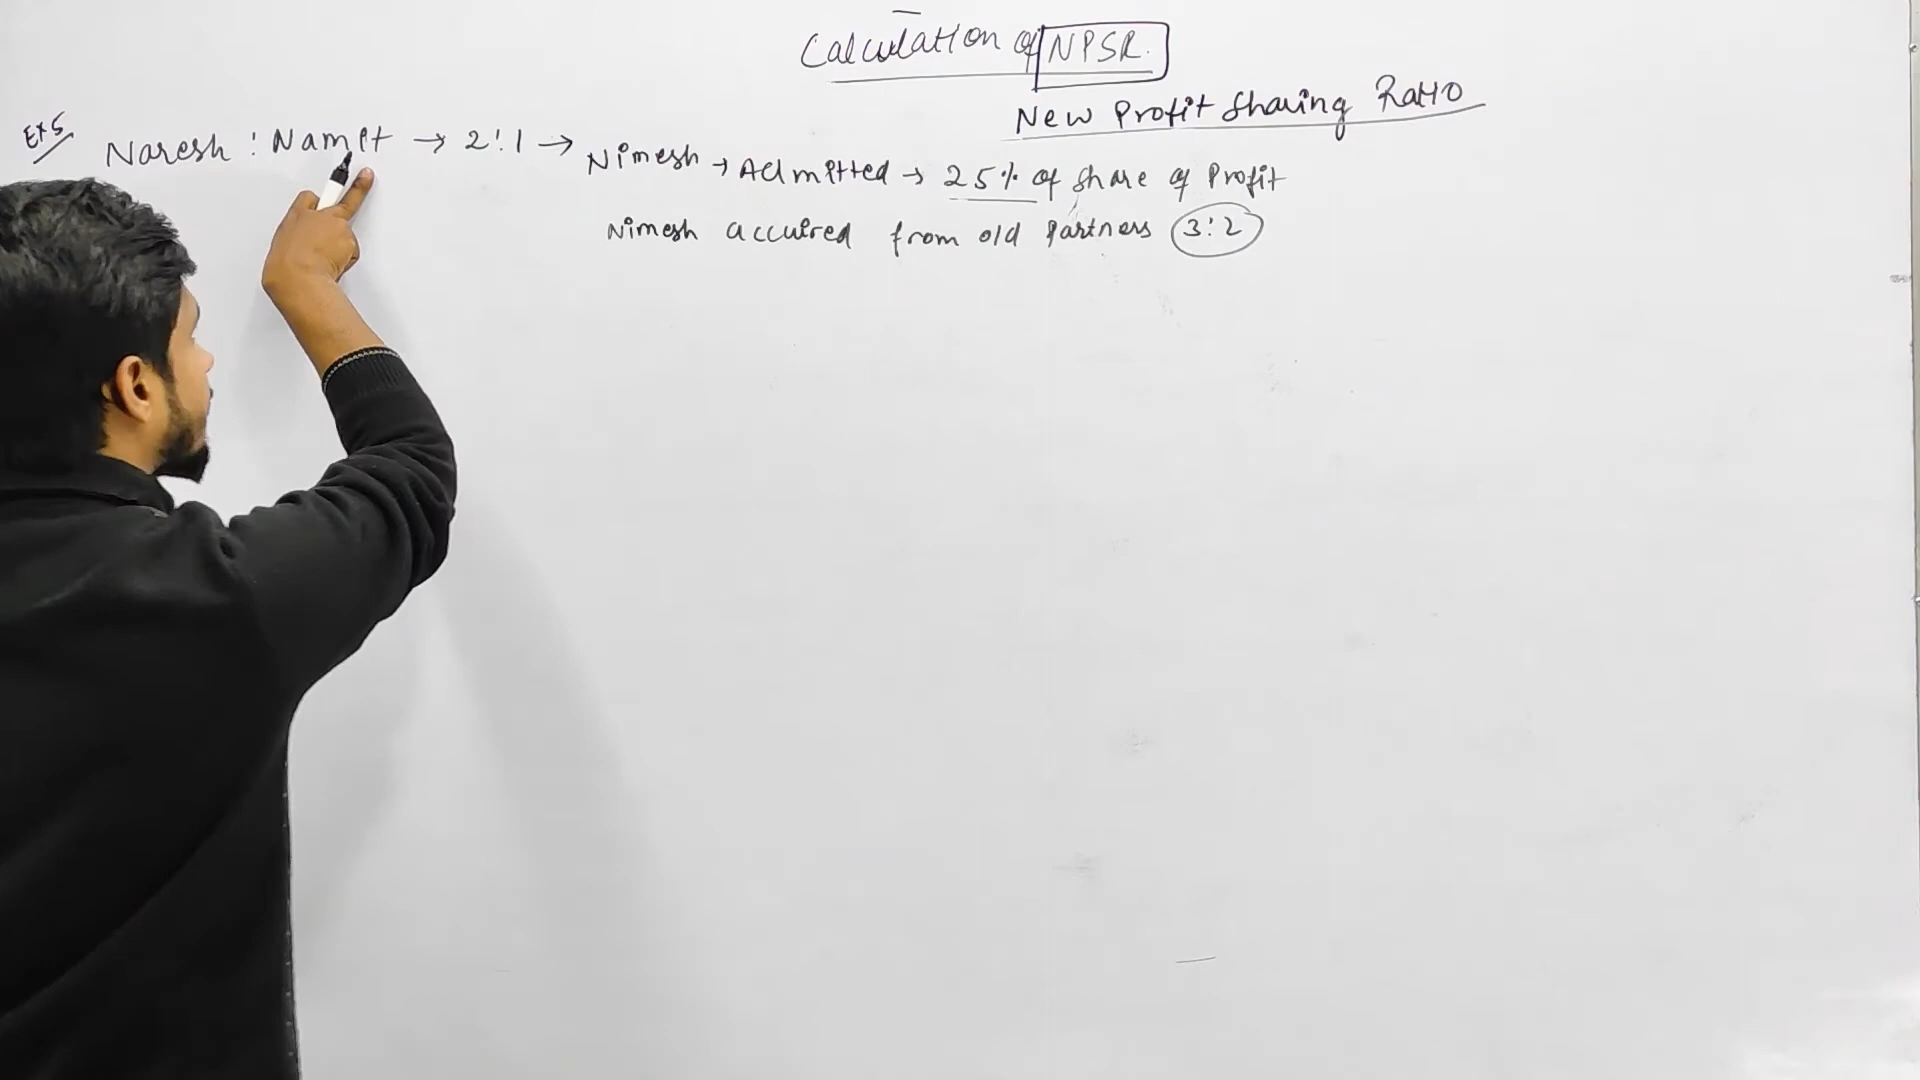 Calculation of NPSR.
New Profit Sharing Ratio
Ex 5 Naresh : Namit → 2:1 → Nimesh → Admitted → 25% of share of Profit
Nimesh accuired from old Partners 3:2